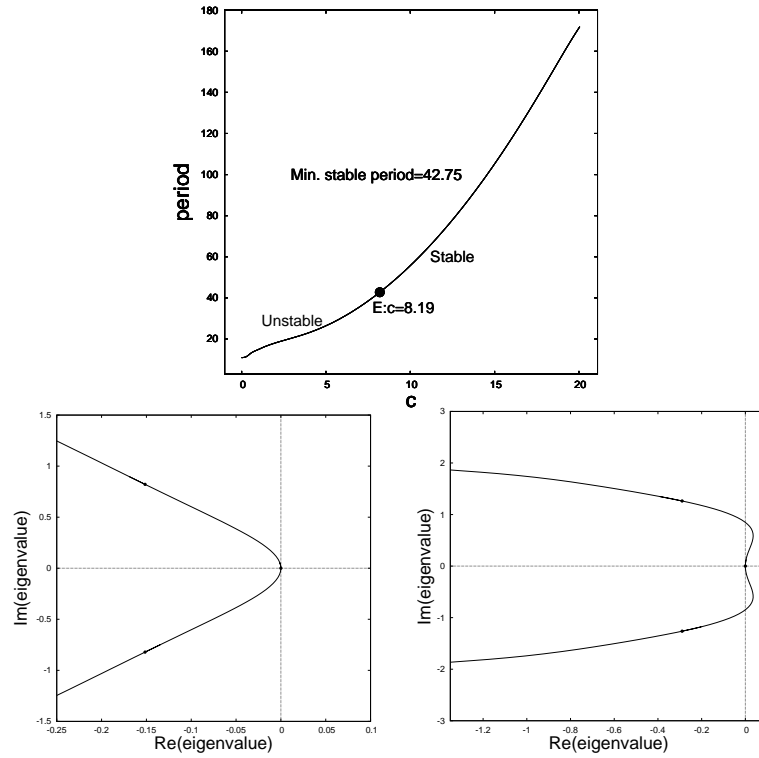 180
160
140
120
100
80
60
40
20
period
Min. stable period=42.75
Stable
E:c=8.19
Unstable
0 5 10 15 20
c
1.5
1
0.5
0
-0.5
-1
-1.5
Im(eigenvalue)
-0.25 -0.2 -0.15 -0.1 -0.05 0 0.05 0.1
Re(eigenvalue)
3
2
1
0
-1
-2
-3
Im(eigenvalue)
-1.2 -1 -0.8 -0.6 -0.4 -0.2 0
Re(eigenvalue)